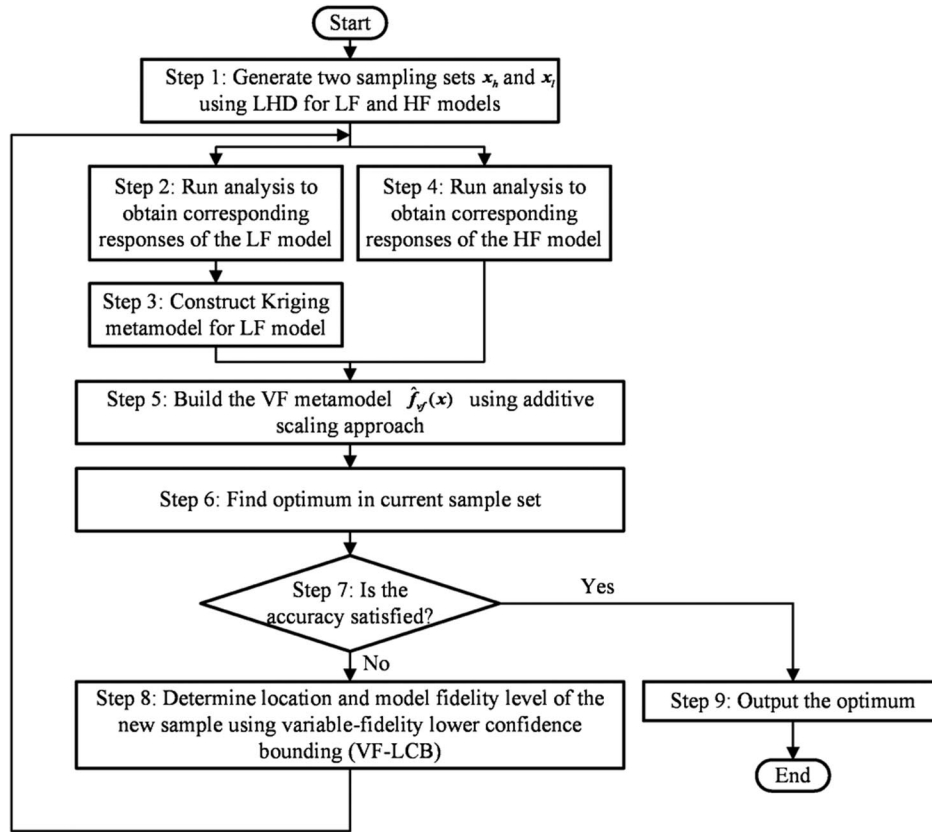 Start
Step 1: Generate two sampling sets x_h and x_l
using LHD for LF and HF models
Step 2: Run analysis to
obtain corresponding
responses of the LF model
Step 4: Run analysis to
obtain corresponding
responses of the HF model
Step 3: Construct Kriging
metamodel for LF model
Step 5: Build the VF metamodel f̂_vf(x) using additive
scaling approach
Step 6: Find optimum in current sample set
Step 7: Is the
accuracy satisfied?
Yes
No
Step 8: Determine location and model fidelity level of the
new sample using variable-fidelity lower confidence
bounding (VF-LCB)
Step 9: Output the optimum
End